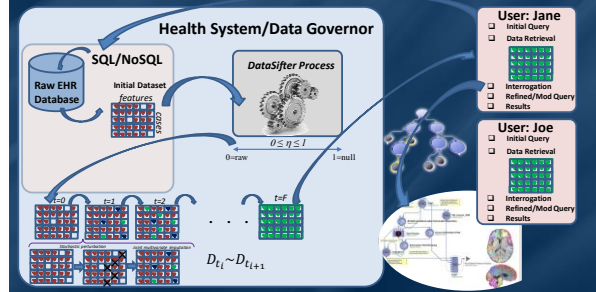 Health System/Data Governor
SQL/NoSQL
Raw EHR
Database
Initial Dataset
features
cases
DataSifter Process
0 ≤ η ≤ 1
0=raw
1=null
t=0
t=1
t=2
. . .
t=F
Stochastic perturbation
Joint multivariate imputation
D_{t_i}~D_{t_{i+1}}
User: Jane
❑ Initial Query
❑ Data Retrieval
❑ Interrogation
❑ Refined/Mod Query
❑ Results
User: Joe
❑ Initial Query
❑ Data Retrieval
❑ Interrogation
❑ Refined/Mod Query
❑ Results